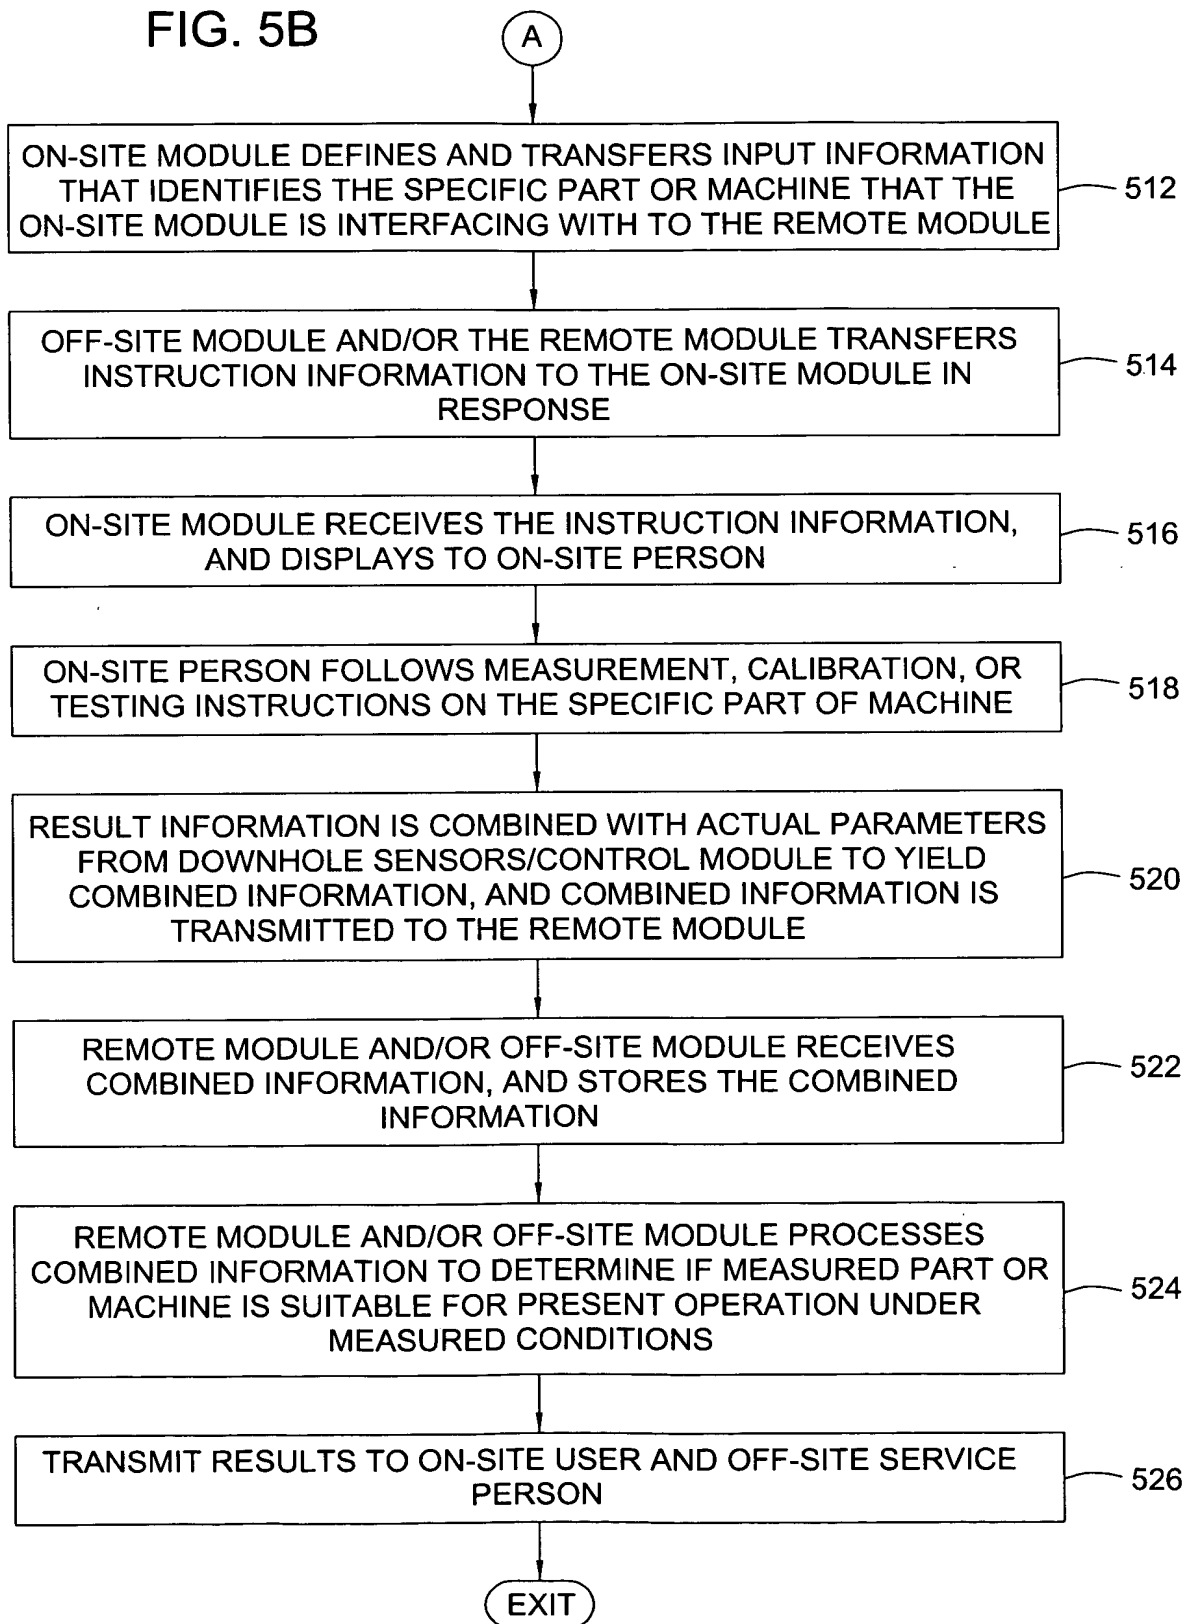 FIG. 5B
A
ON-SITE MODULE DEFINES AND TRANSFERS INPUT INFORMATION
THAT IDENTIFIES THE SPECIFIC PART OR MACHINE THAT THE
ON-SITE MODULE IS INTERFACING WITH TO THE REMOTE MODULE
512
OFF-SITE MODULE AND/OR THE REMOTE MODULE TRANSFERS
INSTRUCTION INFORMATION TO THE ON-SITE MODULE IN
RESPONSE
514
ON-SITE MODULE RECEIVES THE INSTRUCTION INFORMATION,
AND DISPLAYS TO ON-SITE PERSON
516
ON-SITE PERSON FOLLOWS MEASUREMENT, CALIBRATION, OR
TESTING INSTRUCTIONS ON THE SPECIFIC PART OF MACHINE
518
RESULT INFORMATION IS COMBINED WITH ACTUAL PARAMETERS
FROM DOWNHOLE SENSORS/CONTROL MODULE TO YIELD
COMBINED INFORMATION, AND COMBINED INFORMATION IS
TRANSMITTED TO THE REMOTE MODULE
520
REMOTE MODULE AND/OR OFF-SITE MODULE RECEIVES
COMBINED INFORMATION, AND STORES THE COMBINED
INFORMATION
522
REMOTE MODULE AND/OR OFF-SITE MODULE PROCESSES
COMBINED INFORMATION TO DETERMINE IF MEASURED PART OR
MACHINE IS SUITABLE FOR PRESENT OPERATION UNDER
MEASURED CONDITIONS
524
TRANSMIT RESULTS TO ON-SITE USER AND OFF-SITE SERVICE
PERSON
526
EXIT